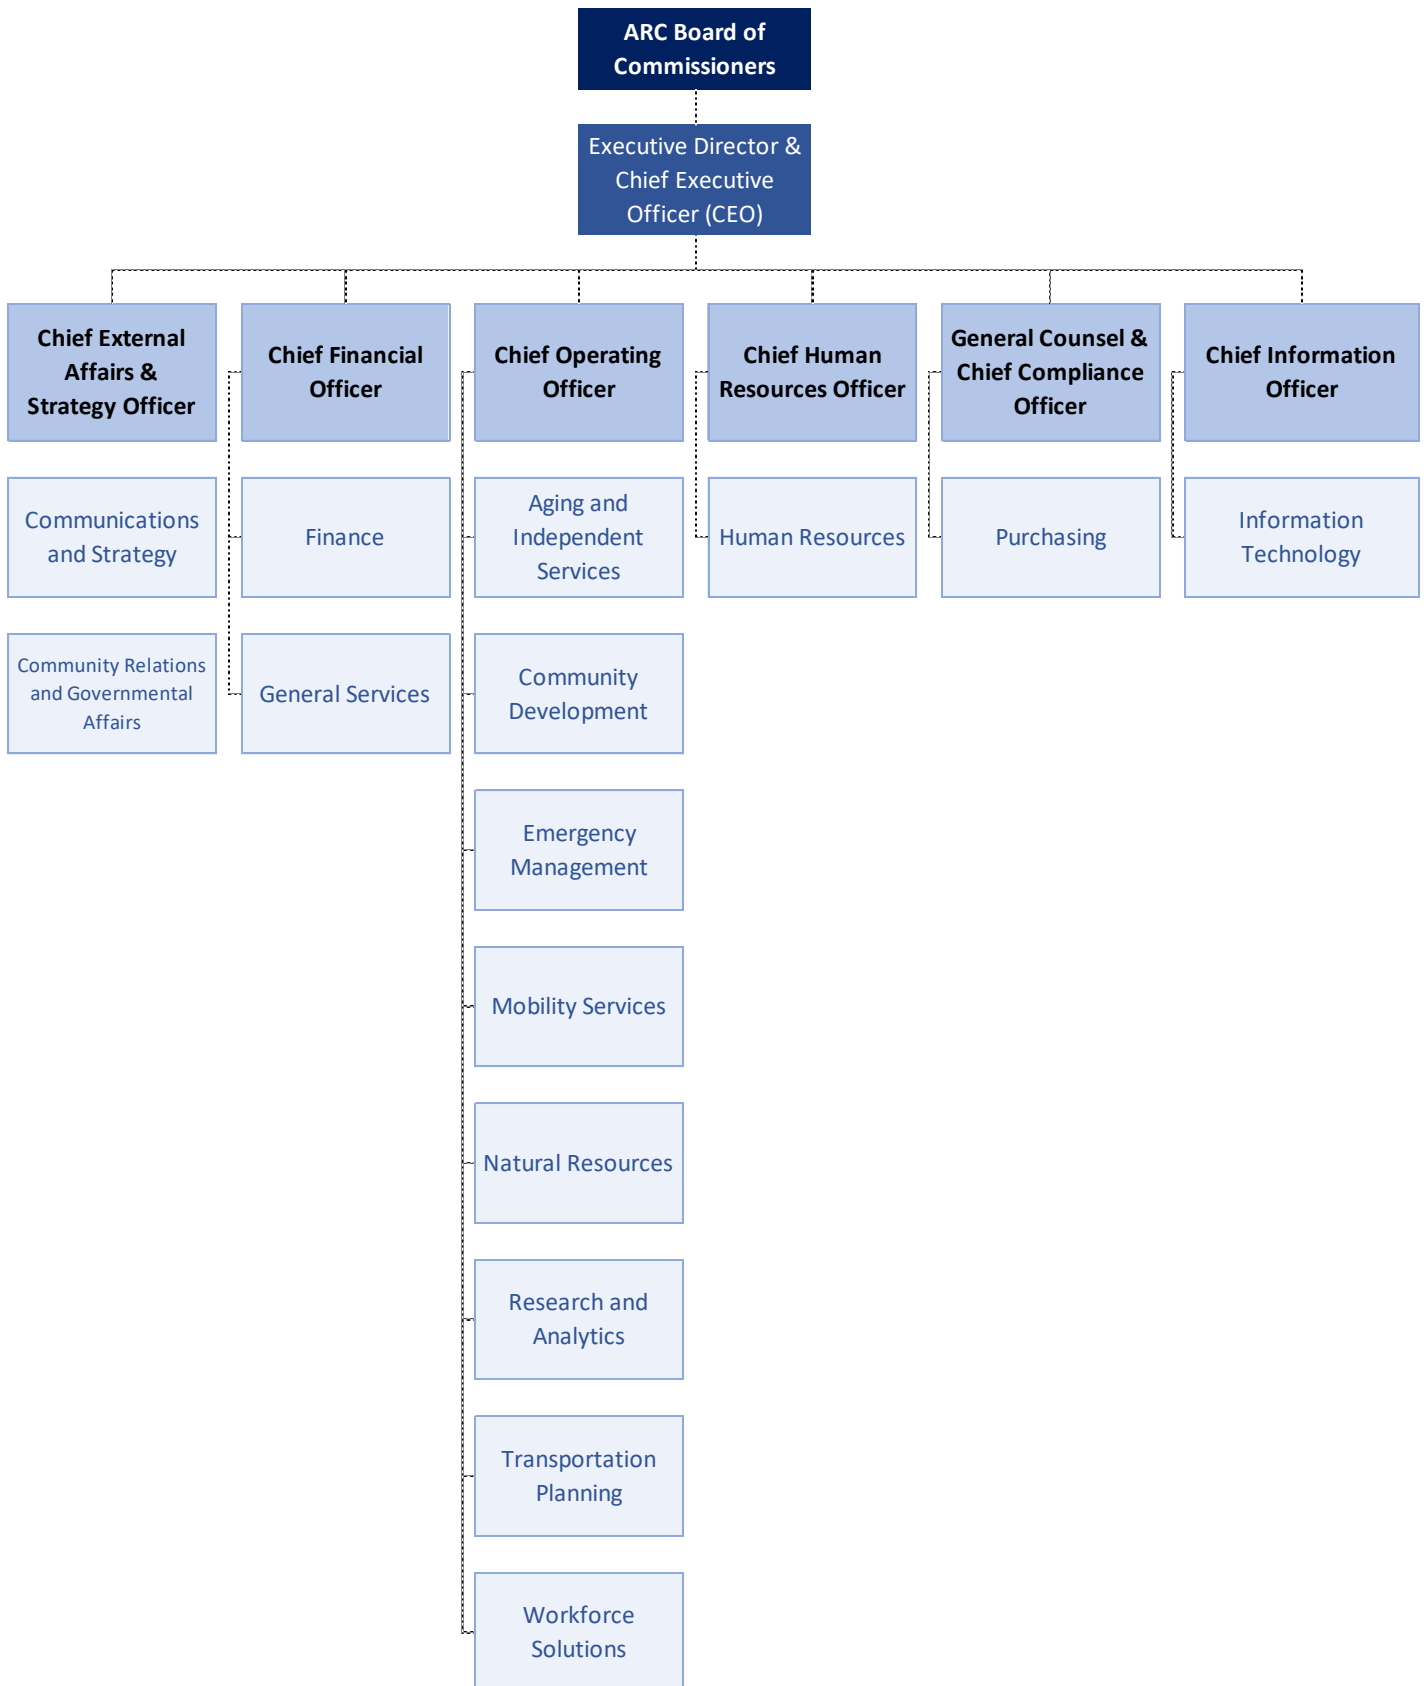 ARC Board of
Commissioners
Executive Director &
Chief Executive
Officer (CEO)
Chief External
Affairs &
Strategy Officer
Chief Financial
Officer
Chief Operating
Officer
Chief Human
Resources Officer
General Counsel &
Chief Compliance
Officer
Chief Information
Officer
Communications
and Strategy
Finance
Aging and
Independent
Services
Human Resources
Purchasing
Information
Technology
Community Relations
and Governmental
Affairs
General Services
Community
Development
Emergency
Management
Mobility Services
Natural Resources
Research and
Analytics
Transportation
Planning
Workforce
Solutions